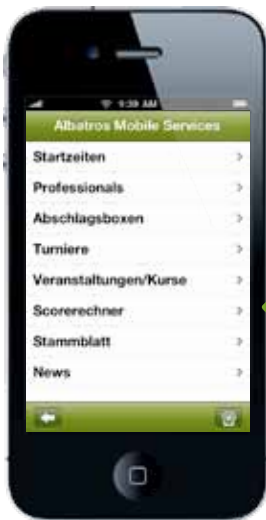 9:39 AM
Albatros Mobile Services
Startzeiten
Professionals
Abschlagsboxen
Turniere
Veranstaltungen/Kurse
Scorerechner
Stammblatt
News